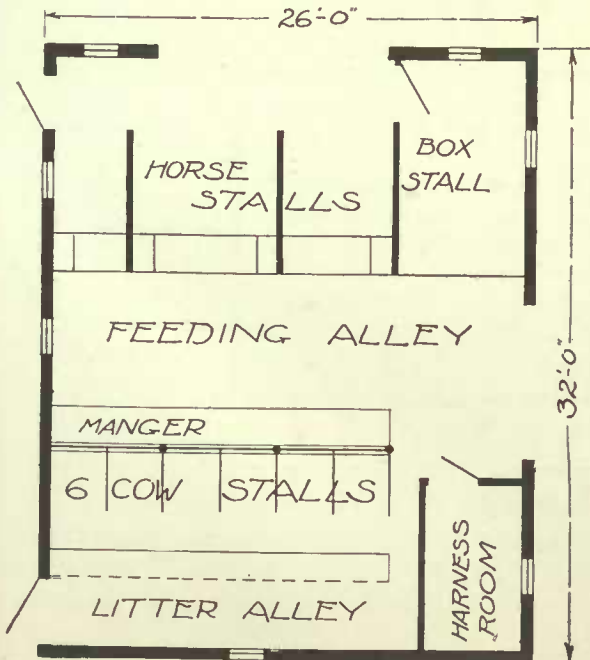 26'-0"
HORSE
STALLS
BOX
STALL
FEEDING ALLEY
32'-0"
MANGER
6 COW STALLS
HARNESS
ROOM
LITTER ALLEY